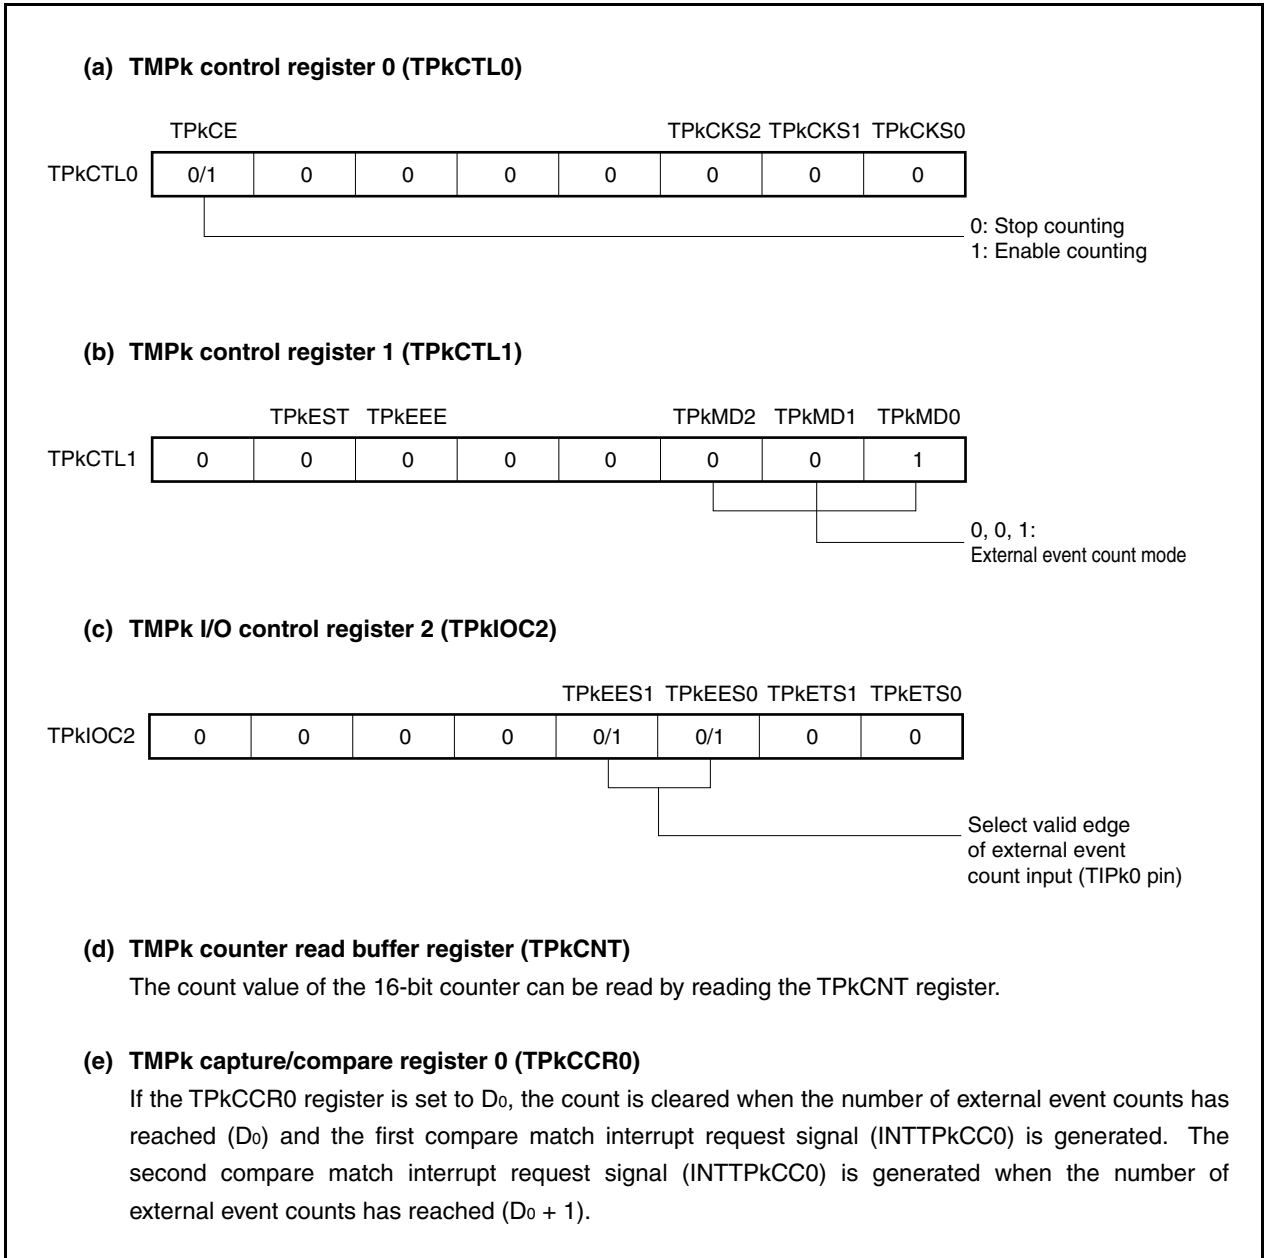 (a) TMPk control register 0 (TPkCTL0)
TPkCE TPkCKS2 TPkCKS1 TPkCKS0
TPkCTL0 0/1 0 0 0 0 0 0 0
0: Stop counting
1: Enable counting
(b) TMPk control register 1 (TPkCTL1)
TPkEST TPkEEE TPkMD2 TPkMD1 TPkMD0
TPkCTL1 0 0 0 0 0 0 0 1
0, 0, 1:
External event count mode
(c) TMPk I/O control register 2 (TPkIOC2)
TPkEES1 TPkEES0 TPkETS1 TPkETS0
TPkIOC2 0 0 0 0 0/1 0/1 0 0
Select valid edge
of external event
count input (TIPk0 pin)
(d) TMPk counter read buffer register (TPkCNT)
The count value of the 16-bit counter can be read by reading the TPkCNT register.
(e) TMPk capture/compare register 0 (TPkCCR0)
If the TPkCCR0 register is set to D0, the count is cleared when the number of external event counts has
reached (D0) and the first compare match interrupt request signal (INTTPkCC0) is generated. The
second compare match interrupt request signal (INTTPkCC0) is generated when the number of
external event counts has reached (D0 + 1).